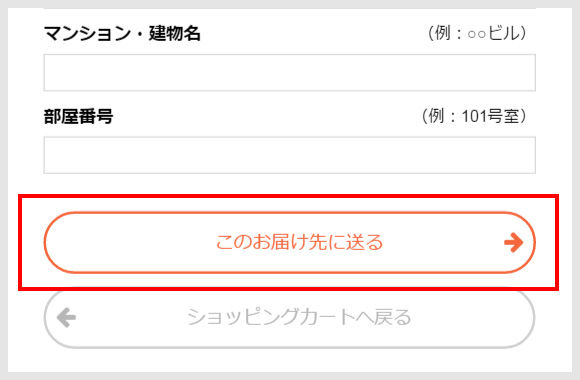 マンション・建物名 （例：○○ビル）
部屋番号 （例：101号室）
このお届け先に送る
ショッピングカートへ戻る